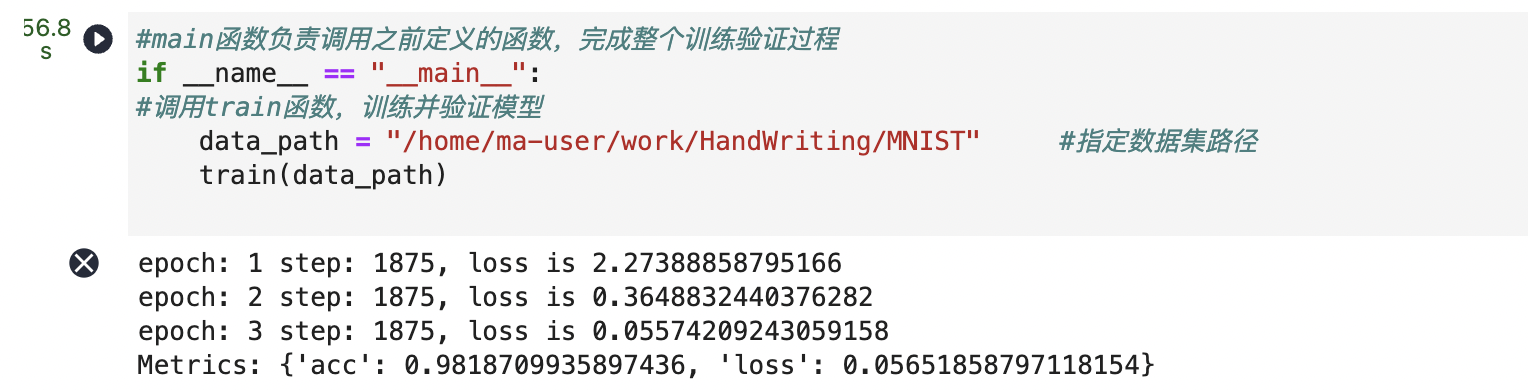 56.8
s
#main函数负责调用之前定义的函数，完成整个训练验证过程
if __name__ == "__main__":
#调用train函数，训练并验证模型
    data_path = "/home/ma-user/work/HandWriting/MNIST"     #指定数据集路径
    train(data_path)
epoch: 1 step: 1875, loss is 2.27388858795166
epoch: 2 step: 1875, loss is 0.3648832440376282
epoch: 3 step: 1875, loss is 0.05574209243059158
Metrics: {'acc': 0.9818709935897436, 'loss': 0.05651858797118154}